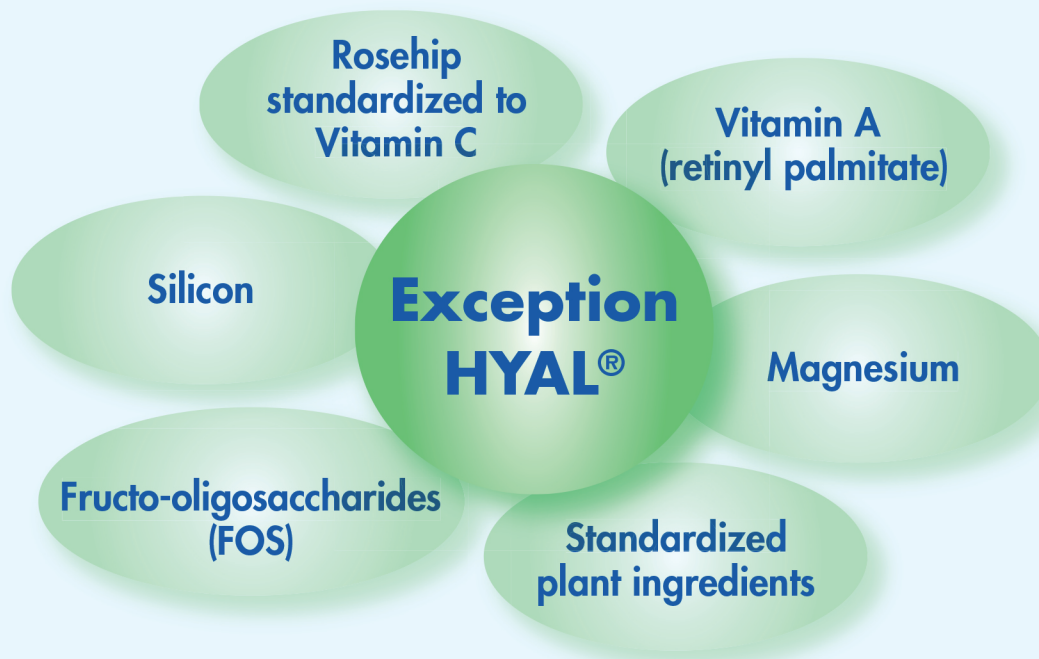 Rosehip
standardized to
Vitamin C
Vitamin A
(retinyl palmitate)
Silicon
Exception
HYAL®
Magnesium
Fructo-oligosaccharides
(FOS)
Standardized
plant ingredients